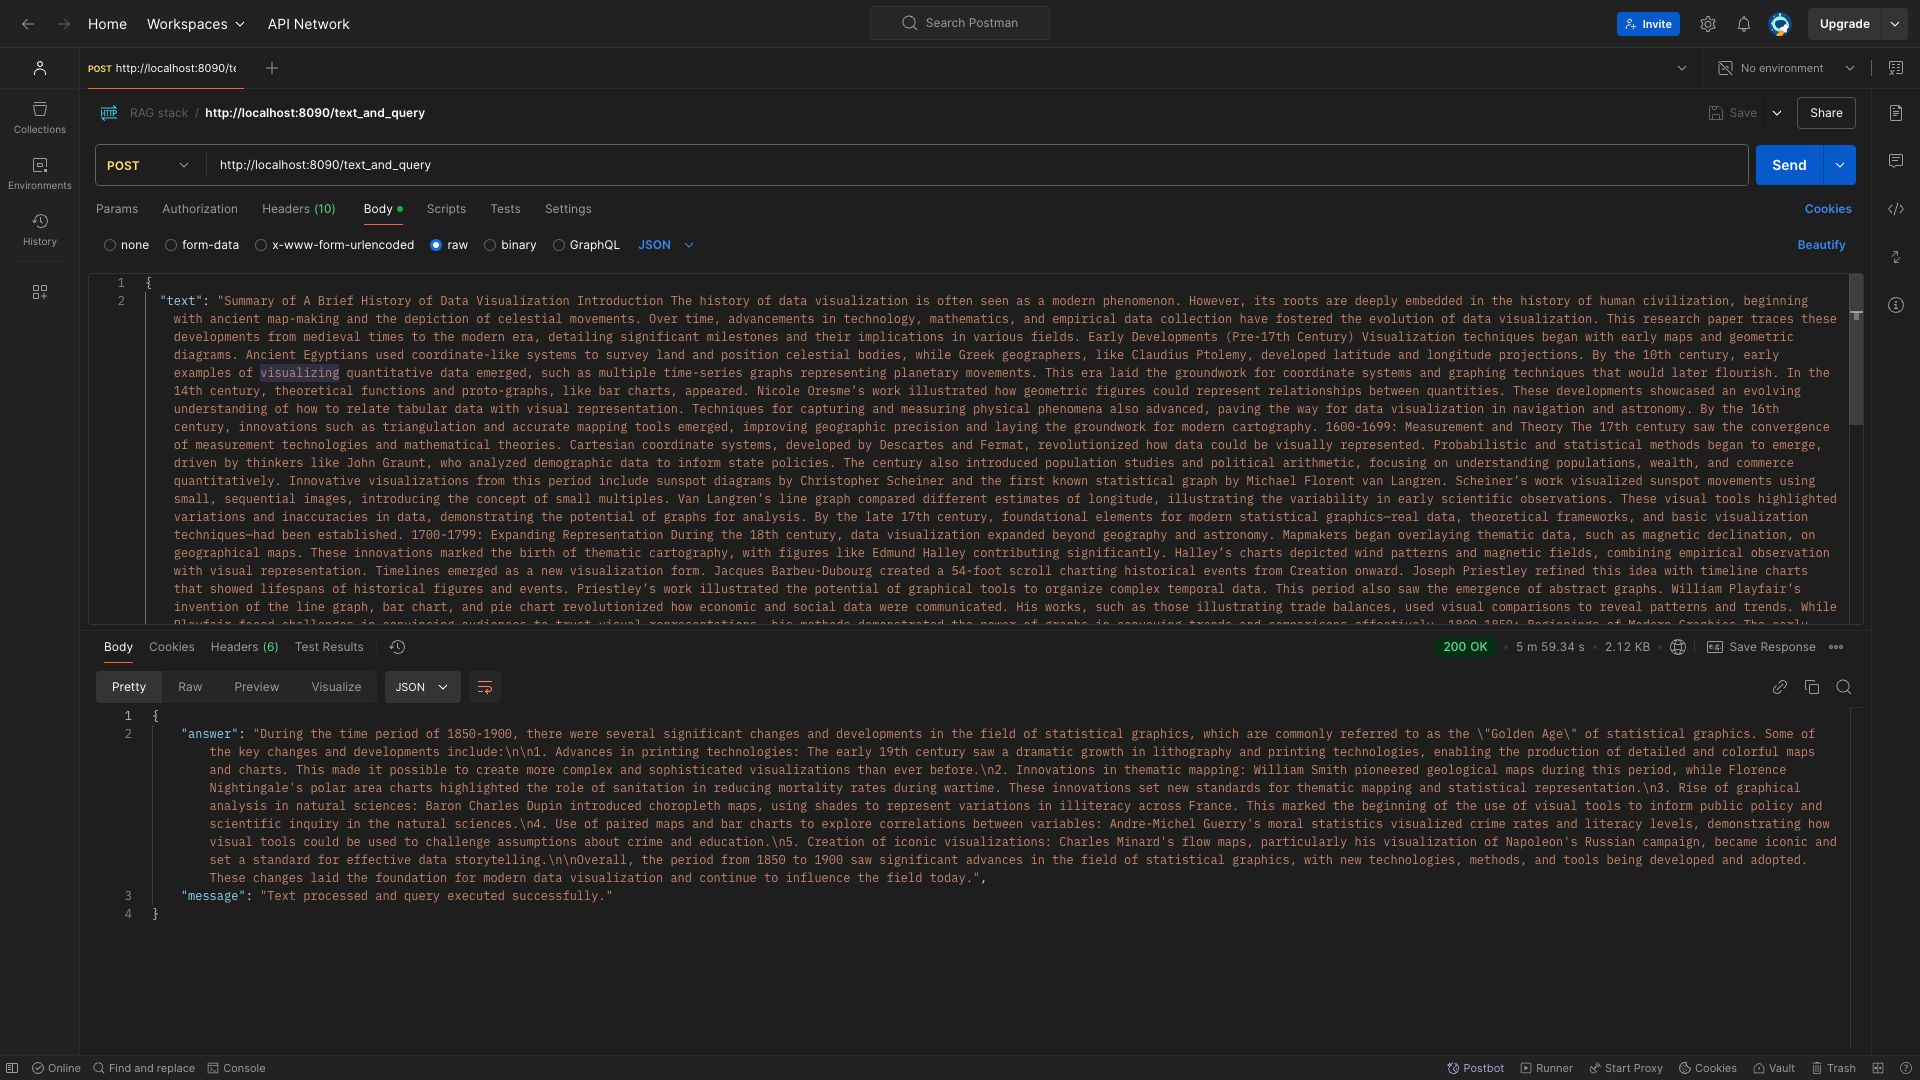 Home Workspaces API Network
Search Postman
Invite
Upgrade
POST http://localhost:8090/te
No environment
RAG stack / http://localhost:8090/text_and_query
Save
Share
POST http://localhost:8090/text_and_query
Send
Collections
Environments
History
Params Authorization Headers (10) Body Scripts Tests Settings
Cookies
none form-data x-www-form-urlencoded raw binary GraphQL JSON
Beautify
1 {
2 "text": "Summary of A Brief History of Data Visualization Introduction The history of data visualization is often seen as a modern phenomenon. However, its roots are deeply embedded in the history of human civilization, beginning
with ancient map-making and the depiction of celestial movements. Over time, advancements in technology, mathematics, and empirical data collection have fostered the evolution of data visualization. This research paper traces these
developments from medieval times to the modern era, detailing significant milestones and their implications in various fields. Early Developments (Pre-17th Century) Visualization techniques began with early maps and geometric
diagrams. Ancient Egyptians used coordinate-like systems to survey land and position celestial bodies, while Greek geographers, like Claudius Ptolemy, developed latitude and longitude projections. By the 10th century, early
examples of visualizing quantitative data emerged, such as multiple time-series graphs representing planetary movements. This era laid the groundwork for coordinate systems and graphing techniques that would later flourish. In the
14th century, theoretical functions and proto-graphs, like bar charts, appeared. Nicole Oresme’s work illustrated how geometric figures could represent relationships between quantities. These developments showcased an evolving
understanding of how to relate tabular data with visual representation. Techniques for capturing and measuring physical phenomena also advanced, paving the way for data visualization in navigation and astronomy. By the 16th
century, innovations such as triangulation and accurate mapping tools emerged, improving geographic precision and laying the groundwork for modern cartography. 1600-1699: Measurement and Theory The 17th century saw the convergence
of measurement technologies and mathematical theories. Cartesian coordinate systems, developed by Descartes and Fermat, revolutionized how data could be visually represented. Probabilistic and statistical methods began to emerge,
driven by thinkers like John Graunt, who analyzed demographic data to inform state policies. The century also introduced population studies and political arithmetic, focusing on understanding populations, wealth, and commerce
quantitatively. Innovative visualizations from this period include sunspot diagrams by Christopher Scheiner and the first known statistical graph by Michael Florent van Langren. Scheiner’s work visualized sunspot movements using
small, sequential images, introducing the concept of small multiples. Van Langren’s line graph compared different estimates of longitude, illustrating the variability in early scientific observations. These visual tools highlighted
variations and inaccuracies in data, demonstrating the potential of graphs for analysis. By the late 17th century, foundational elements for modern statistical graphics—real data, theoretical frameworks, and basic visualization
techniques—had been established. 1700-1799: Expanding Representation During the 18th century, data visualization expanded beyond geography and astronomy. Mapmakers began overlaying thematic data, such as magnetic declination, on
geographical maps. These innovations marked the birth of thematic cartography, with figures like Edmund Halley contributing significantly. Halley’s charts depicted wind patterns and magnetic fields, combining empirical observation
with visual representation. Timelines emerged as a new visualization form. Jacques Barbeu-Dubourg created a 54-foot scroll charting historical events from Creation onward. Joseph Priestley refined this idea with timeline charts
that showed lifespans of historical figures and events. Priestley’s work illustrated the potential of graphical tools to organize complex temporal data. This period also saw the emergence of abstract graphs. William Playfair’s
invention of the line graph, bar chart, and pie chart revolutionized how economic and social data were communicated. His works, such as those illustrating trade balances, used visual comparisons to reveal patterns and trends. While
Playfair faced challenges in convincing audiences to trust visual representations, his methods demonstrated the power of graphs in conveying trends and comparisons effectively. 1800-1850: Beginnings of Modern Graphics The early
Body Cookies Headers (6) Test Results
200 OK 5 m 59.34 s 2.12 KB Save Response
Pretty Raw Preview Visualize JSON
1 {
2 "answer": "During the time period of 1850-1900, there were several significant changes and developments in the field of statistical graphics, which are commonly referred to as the \"Golden Age\" of statistical graphics. Some of
the key changes and developments include:\n\n1. Advances in printing technologies: The early 19th century saw a dramatic growth in lithography and printing technologies, enabling the production of detailed and colorful maps
and charts. This made it possible to create more complex and sophisticated visualizations than ever before.\n2. Innovations in thematic mapping: William Smith pioneered geological maps during this period, while Florence
Nightingale's polar area charts highlighted the role of sanitation in reducing mortality rates during wartime. These innovations set new standards for thematic mapping and statistical representation.\n3. Rise of graphical
analysis in natural sciences: Baron Charles Dupin introduced choropleth maps, using shades to represent variations in illiteracy across France. This marked the beginning of the use of visual tools to inform public policy and
scientific inquiry in the natural sciences.\n4. Use of paired maps and bar charts to explore correlations between variables: Andre-Michel Guerry's moral statistics visualized crime rates and literacy levels, demonstrating how
visual tools could be used to challenge assumptions about crime and education.\n5. Creation of iconic visualizations: Charles Minard's flow maps, particularly his visualization of Napoleon's Russian campaign, became iconic and
set a standard for effective data storytelling.\n\nOverall, the period from 1850 to 1900 saw significant advances in the field of statistical graphics, with new technologies, methods, and tools being developed and adopted.
These changes laid the foundation for modern data visualization and continue to influence the field today.",
3 "message": "Text processed and query executed successfully."
4 }
Online Find and replace Console
Postbot Runner Start Proxy Cookies Vault Trash